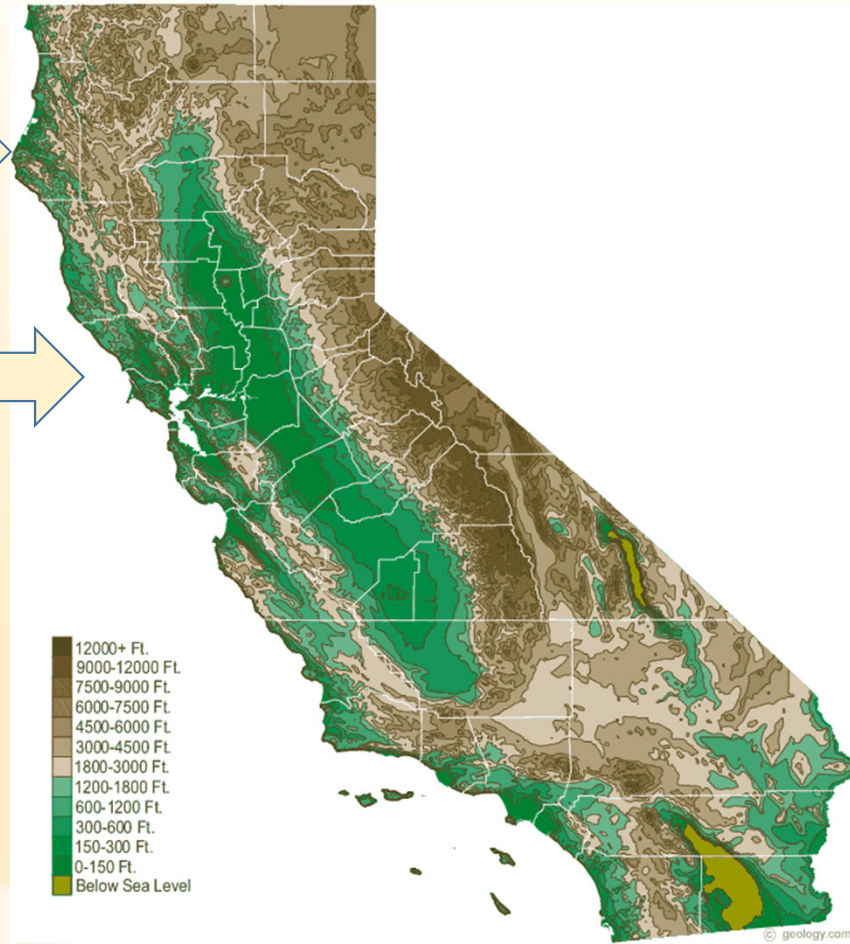 12000+ Ft.
9000-12000 Ft.
7500-9000 Ft.
6000-7500 Ft.
4500-6000 Ft.
3000-4500 Ft.
1800-3000 Ft.
1200-1800 Ft.
600-1200 Ft.
300-600 Ft.
150-300 Ft.
0-150 Ft.
Below Sea Level
© geology.com